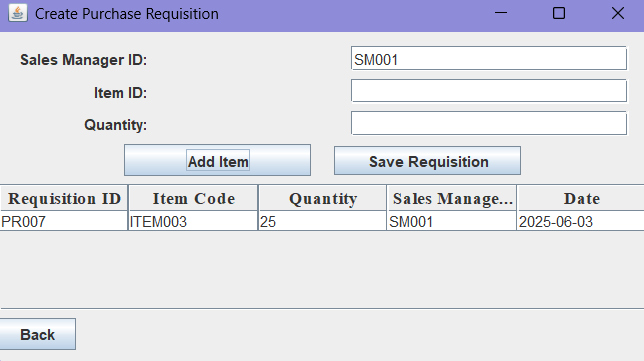 Create Purchase Requisition
Sales Manager ID: SM001
Item ID:
Quantity:
Add Item Save Requisition
Requisition ID Item Code Quantity Sales Manage... Date
PR007 ITEM003 25 SM001 2025-06-03
Back